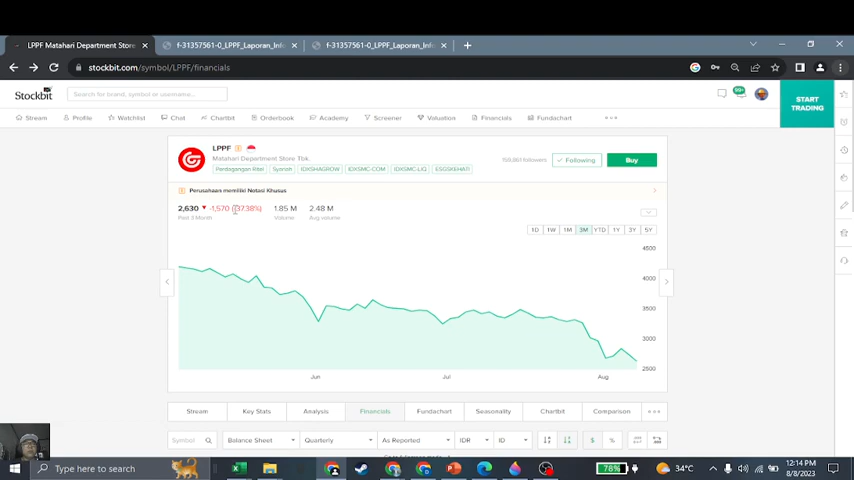 LPPF Matahari Department Store
f-31357561-0_LPPF_Laporan_Info
f-31357561-0_LPPF_Laporan_Inf
stockbit.com/symbol/LPPF/financials
Stockbit
Search for brand, symbol or username...
99+
START TRADING
Stream Profile Watchlist Chat Chartbit Orderbook Academy Screener Valuation Financials Fundachart
LPPF
Matahari Department Store Tbk.
Following
Buy
Perdagangan Ritel Syariah IDXSHAGROW IDXSMC-COM IDXSMC-LIQ ESGSKEHATI
Perusahaan memiliki Notasi Khusus
2,630 -1,570 (-37.38%) 1.85 M 2.48 M
Past 3 Month Volume Avg volume
1D 1W 1M 3M YTD 1Y 3Y 5Y
4500
4000
3500
3000
2500
Jun Jul Aug
Stream Key Stats Analysis Financials Fundachart Seasonality Chartbit Comparison
Symbol Balance Sheet Quarterly As Reported IDR ID $ %
Type here to search
78%
34°C
12:14 PM
8/8/2023